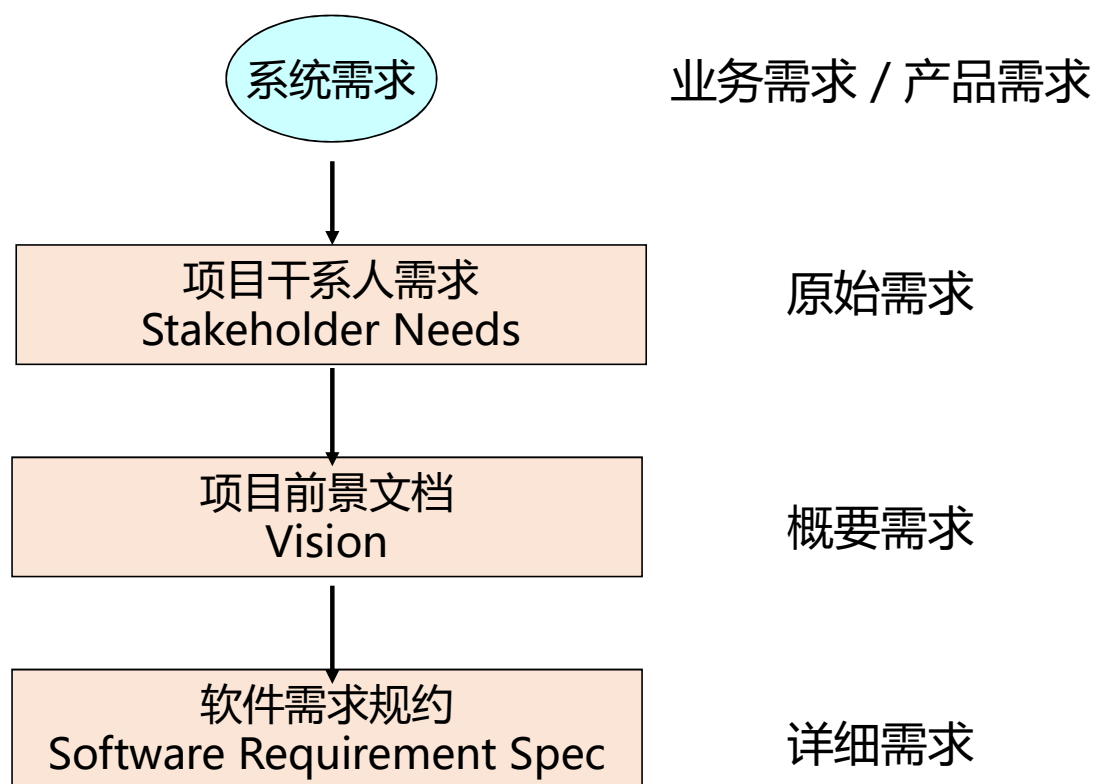 系统需求
业务需求 / 产品需求
项目干系人需求
Stakeholder Needs
原始需求
项目前景文档
Vision
概要需求
软件需求规约
Software Requirement Spec
详细需求